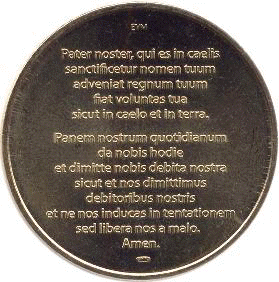 EVM
Pater noster, qui es in caelis
sanctificetur nomen tuum
adveniat regnum tuum
fiat voluntas tua
sicut in caelo et in terra.
Panem nostrum quotidianum
da nobis hodie
et dimitte nobis debita nostra
sicut et nos dimittimus
debitoribus nostris
et ne nos inducas in tentationem
sed libera nos a malo.
Amen.